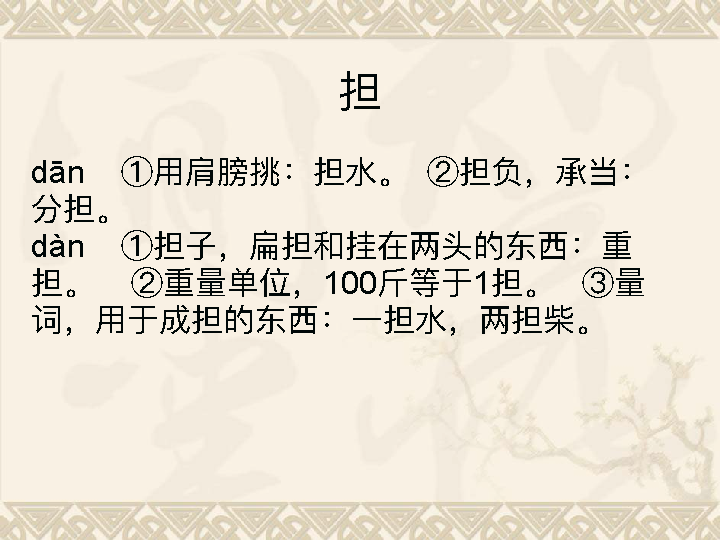 担
dān ①用肩膀挑：担水。 ②担负，承当：
分担。
dàn ①担子，扁担和挂在两头的东西：重
担。 ②重量单位，100斤等于1担。 ③量
词，用于成担的东西：一担水，两担柴。